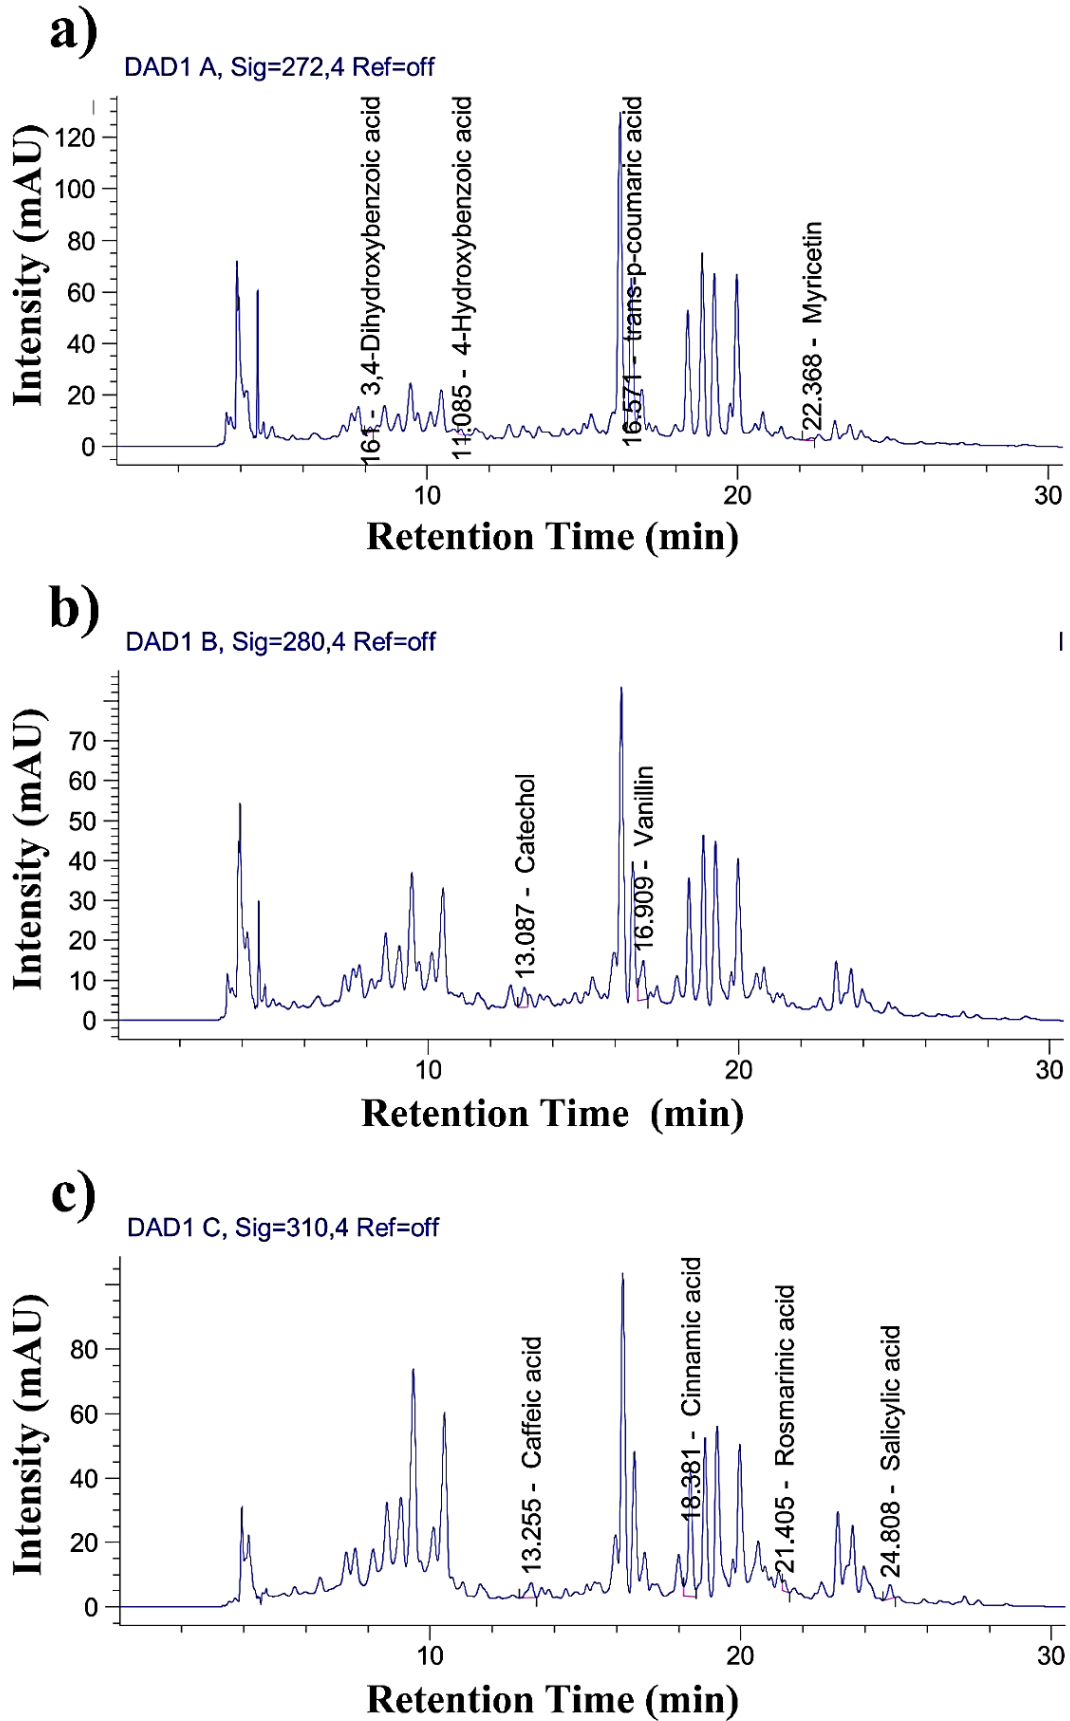 a)
DAD1 A, Sig=272,4 Ref=off
Intensity (mAU)
120
100
80
60
40
20
0
161 - 3,4-Dihydroxybenzoic acid
11.085 - 4-Hydroxybenzoic acid
16.571 - trans-p-coumaric acid
22.368 - Myricetin
10 20 30
Retention Time (min)
b)
DAD1 B, Sig=280,4 Ref=off
Intensity (mAU)
70
60
50
40
30
20
10
0
13.087 - Catechol
16.909 - Vanillin
10 20 30
Retention Time (min)
c)
DAD1 C, Sig=310,4 Ref=off
Intensity (mAU)
80
60
40
20
0
13.255 - Caffeic acid
18.381 - Cinnamic acid
21.405 - Rosmarinic acid
24.808 - Salicylic acid
10 20 30
Retention Time (min)